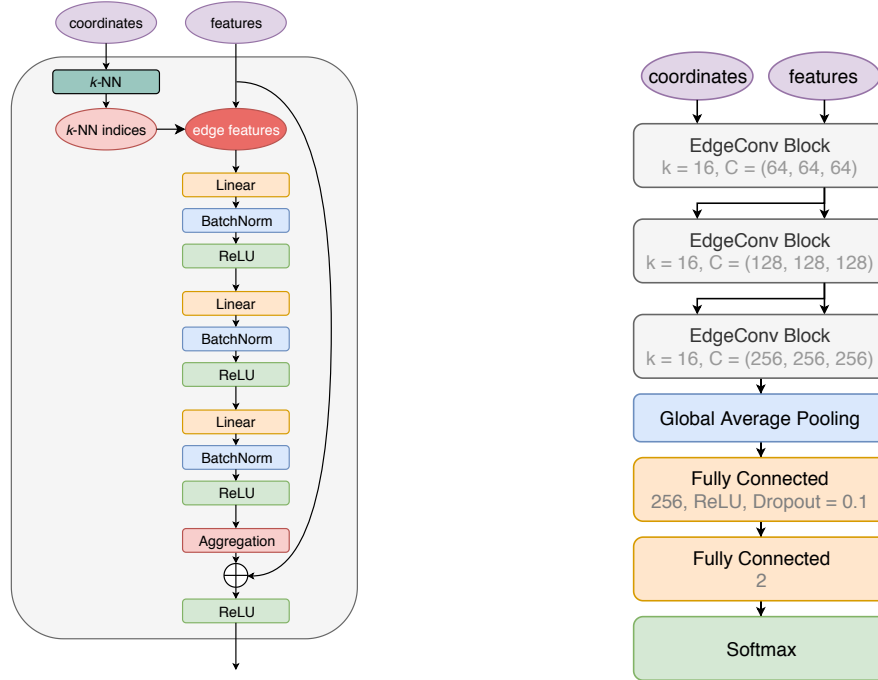 coordinates
features
k-NN
k-NN indices
edge features
Linear
BatchNorm
ReLU
Linear
BatchNorm
ReLU
Linear
BatchNorm
ReLU
Aggregation
ReLU
coordinates
features
EdgeConv Block
k = 16, C = (64, 64, 64)
EdgeConv Block
k = 16, C = (128, 128, 128)
EdgeConv Block
k = 16, C = (256, 256, 256)
Global Average Pooling
Fully Connected
256, ReLU, Dropout = 0.1
Fully Connected
2
Softmax